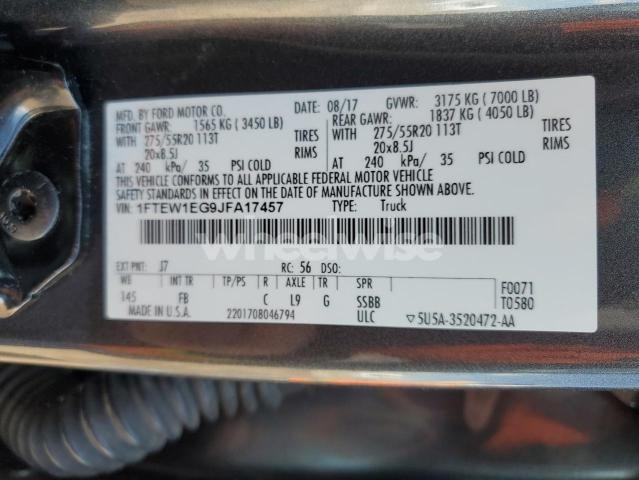 MFD. BY FORD MOTOR CO. DATE: 08/17 GVWR: 3175 KG ( 7000 LB)
FRONT GAWR: 1565 KG ( 3450 LB) REAR GAWR: 1837 KG ( 4050 LB)
WITH 275/55R20 113T TIRES WITH 275/55R20 113T TIRES
20x8.5J RIMS 20x8.5J RIMS
AT 240 kPa/ 35 PSI COLD AT 240 kPa/ 35 PSI COLD
THIS VEHICLE CONFORMS TO ALL APPLICABLE FEDERAL MOTOR VEHICLE
SAFETY STANDARDS IN EFFECT ON THE DATE OF MANUFACTURE SHOWN ABOVE.
VIN: 1FTEW1EG9JFA17457 TYPE: Truck
wheelwise
EXT PNT: J7 RC: 56 DSO:
WB INT TR TP/PS R AXLE TR SPR F0071
145 FB C L9 G SSBB T0580
MADE IN U.S.A. 2201708046794 ULC ▽5U5A-3520472-AA